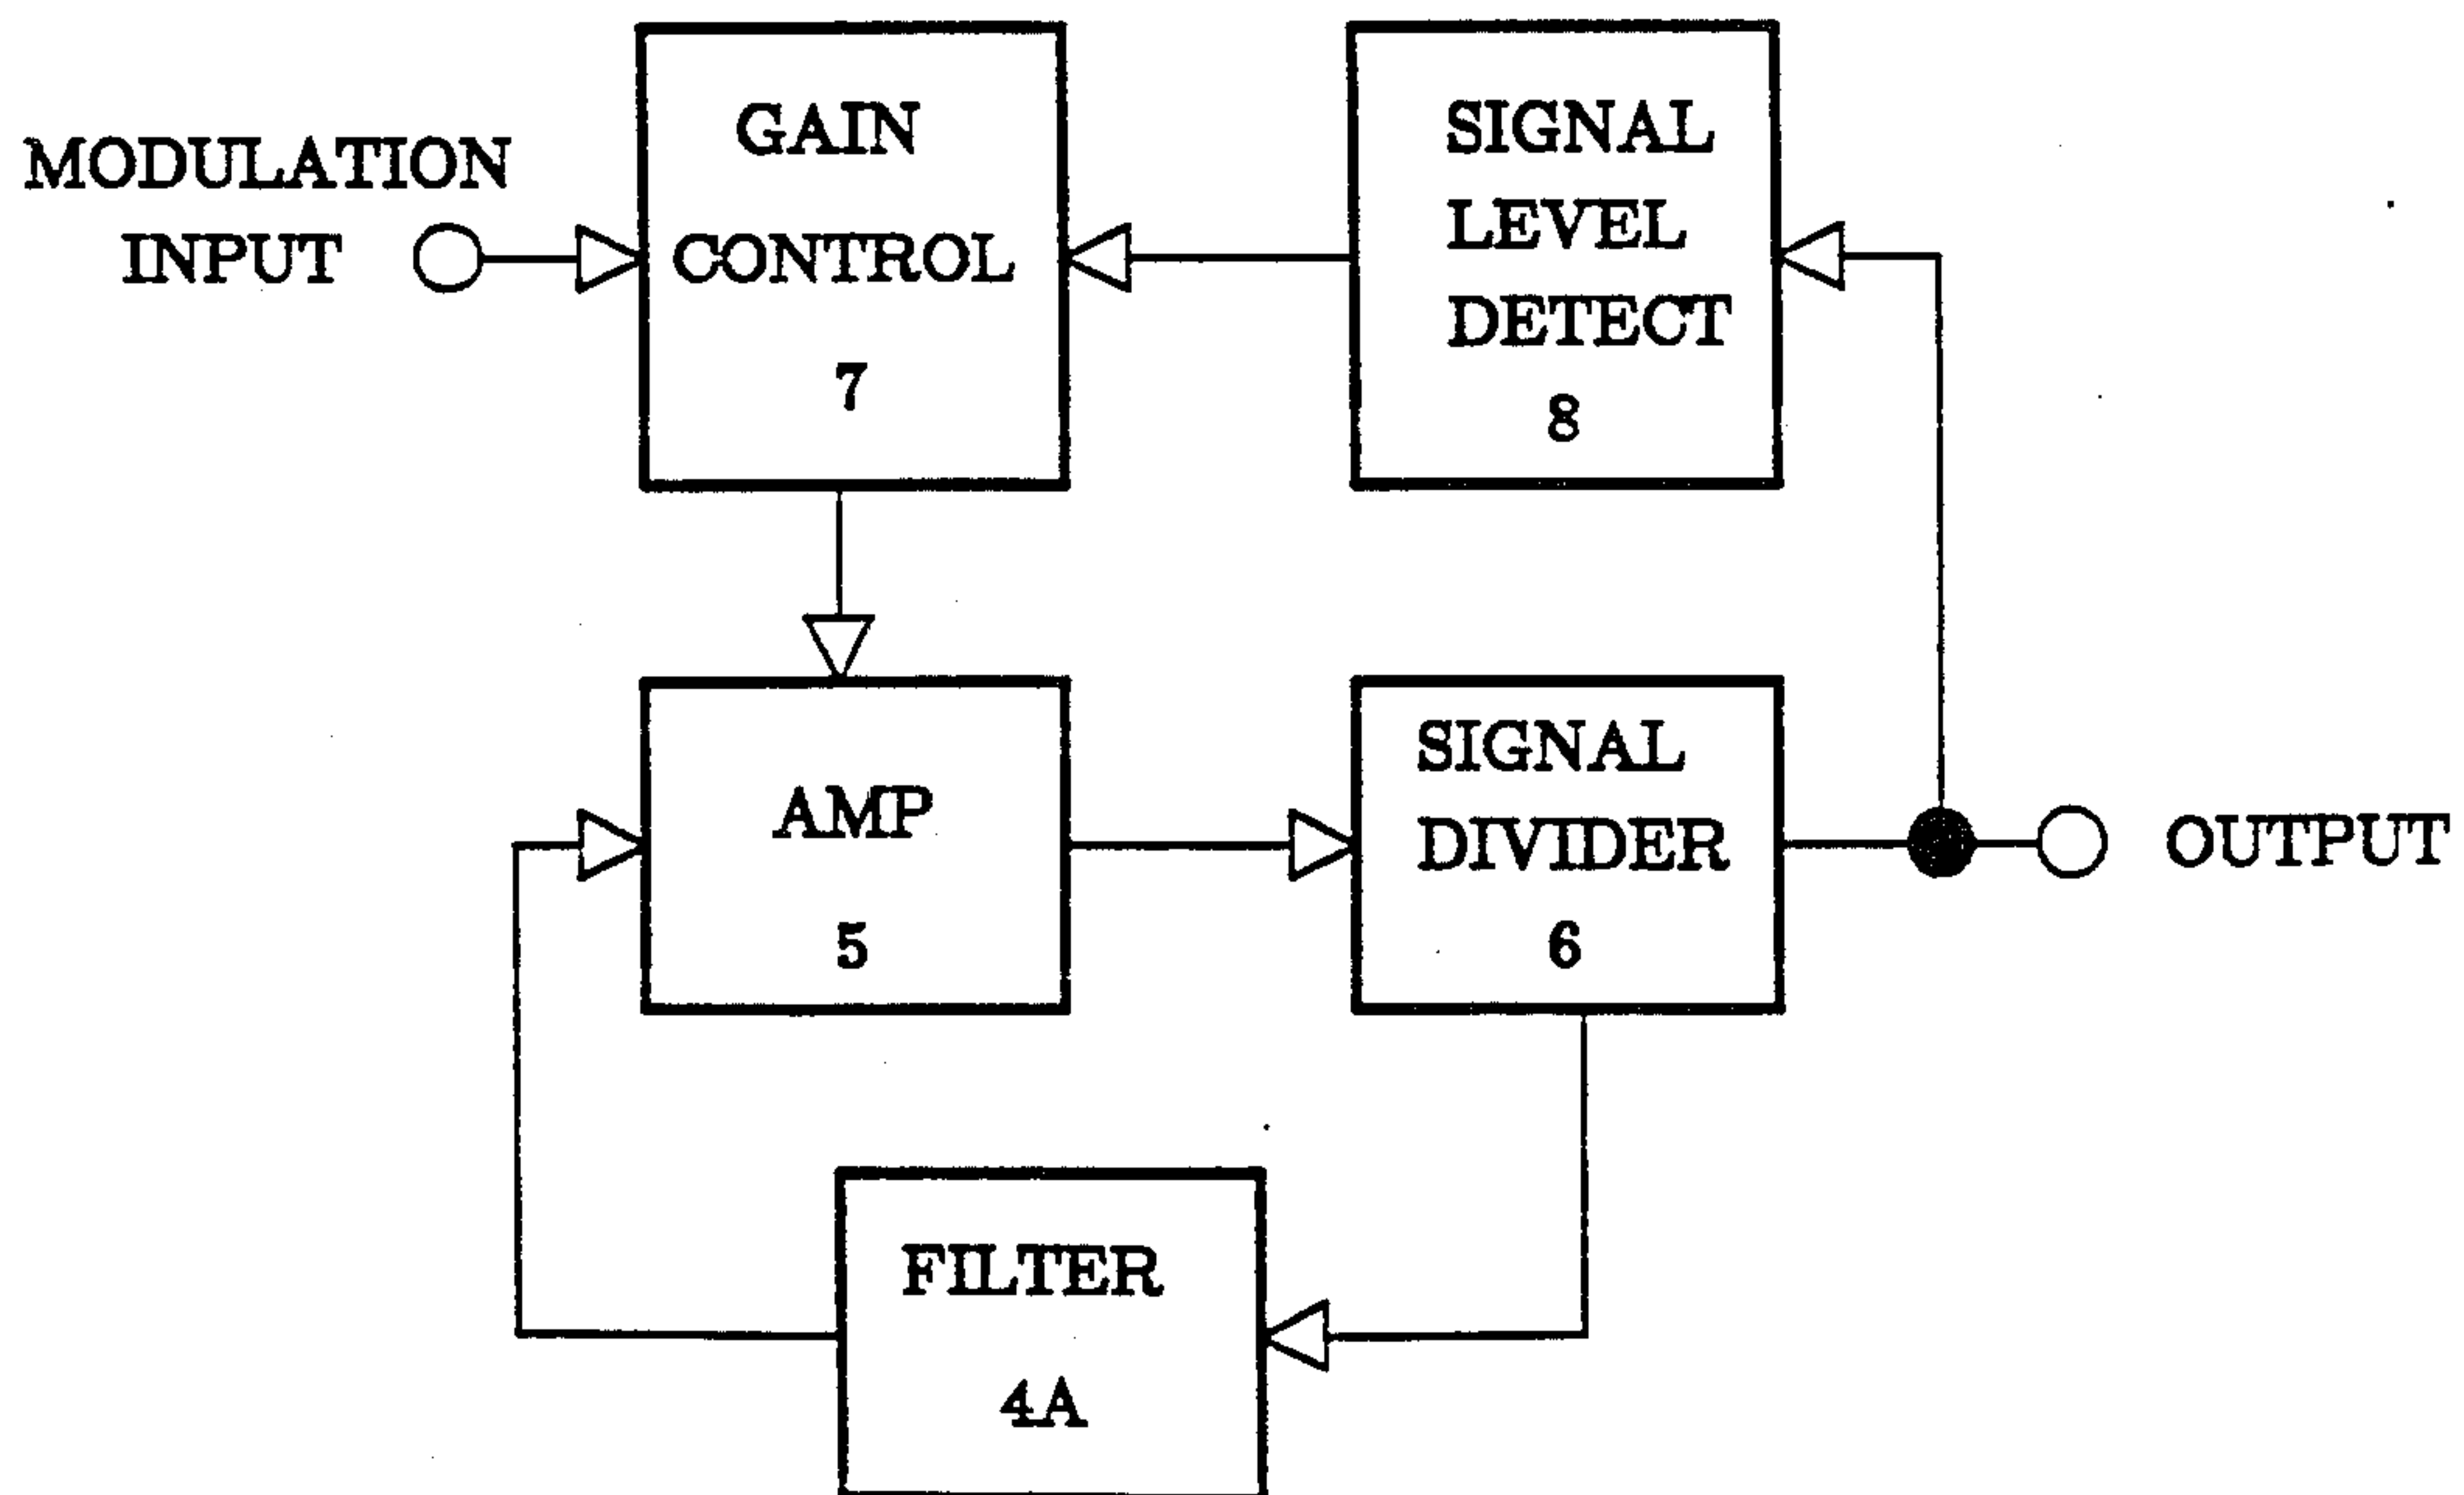 MODULATION
INPUT
GAIN
CONTROL
7
SIGNAL
LEVEL
DETECT
8
AMP
5
SIGNAL
DIVIDER
6
OUTPUT
FILTER
4A